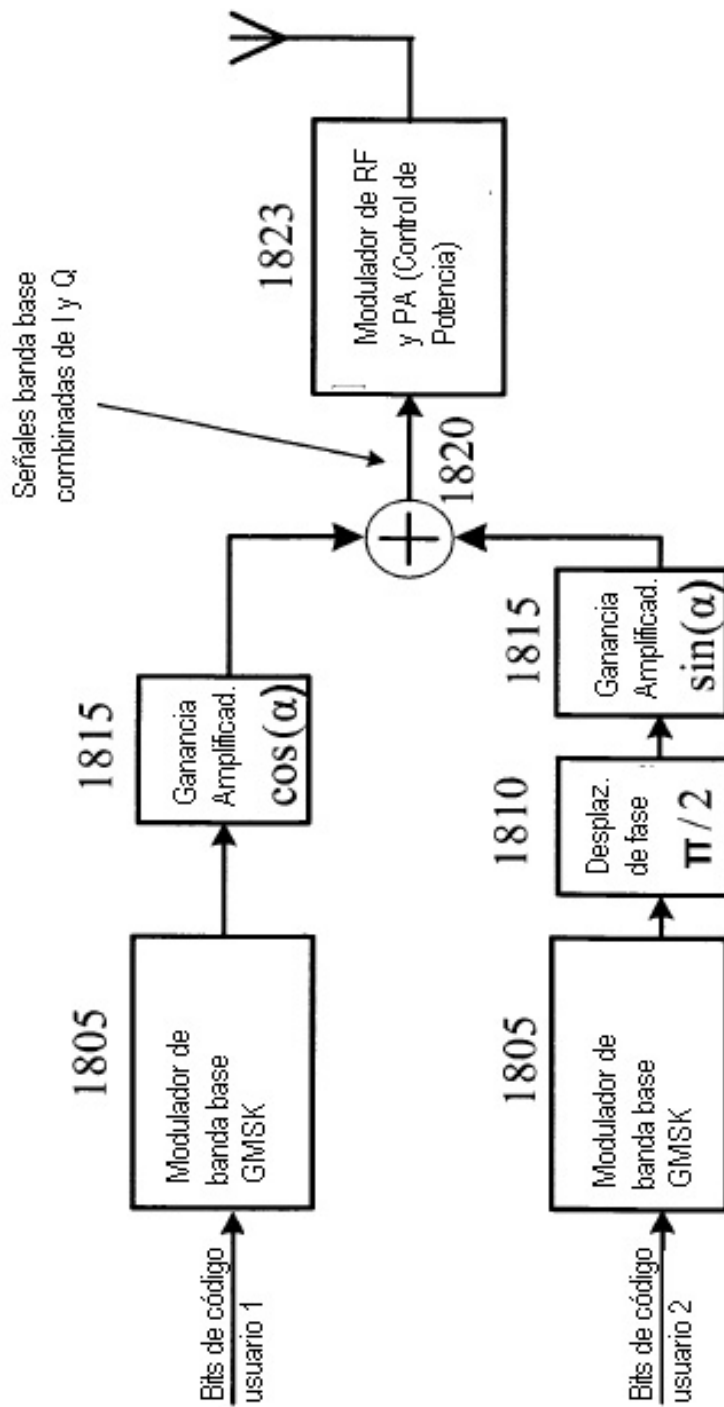 Bits de código
usuario 1
1805
Modulador de
banda base
GMSK
1815
Ganancia
Amplificad.
cos(α)
Señales banda base
combinadas de I y Q
1820
1823
Modulador de RF
y PA (Control de
Potencia)
Bits de código
usuario 2
1805
Modulador de
banda base
GMSK
1810
Desplaz.
de fase
π/2
1815
Ganancia
Amplificad.
sin(α)